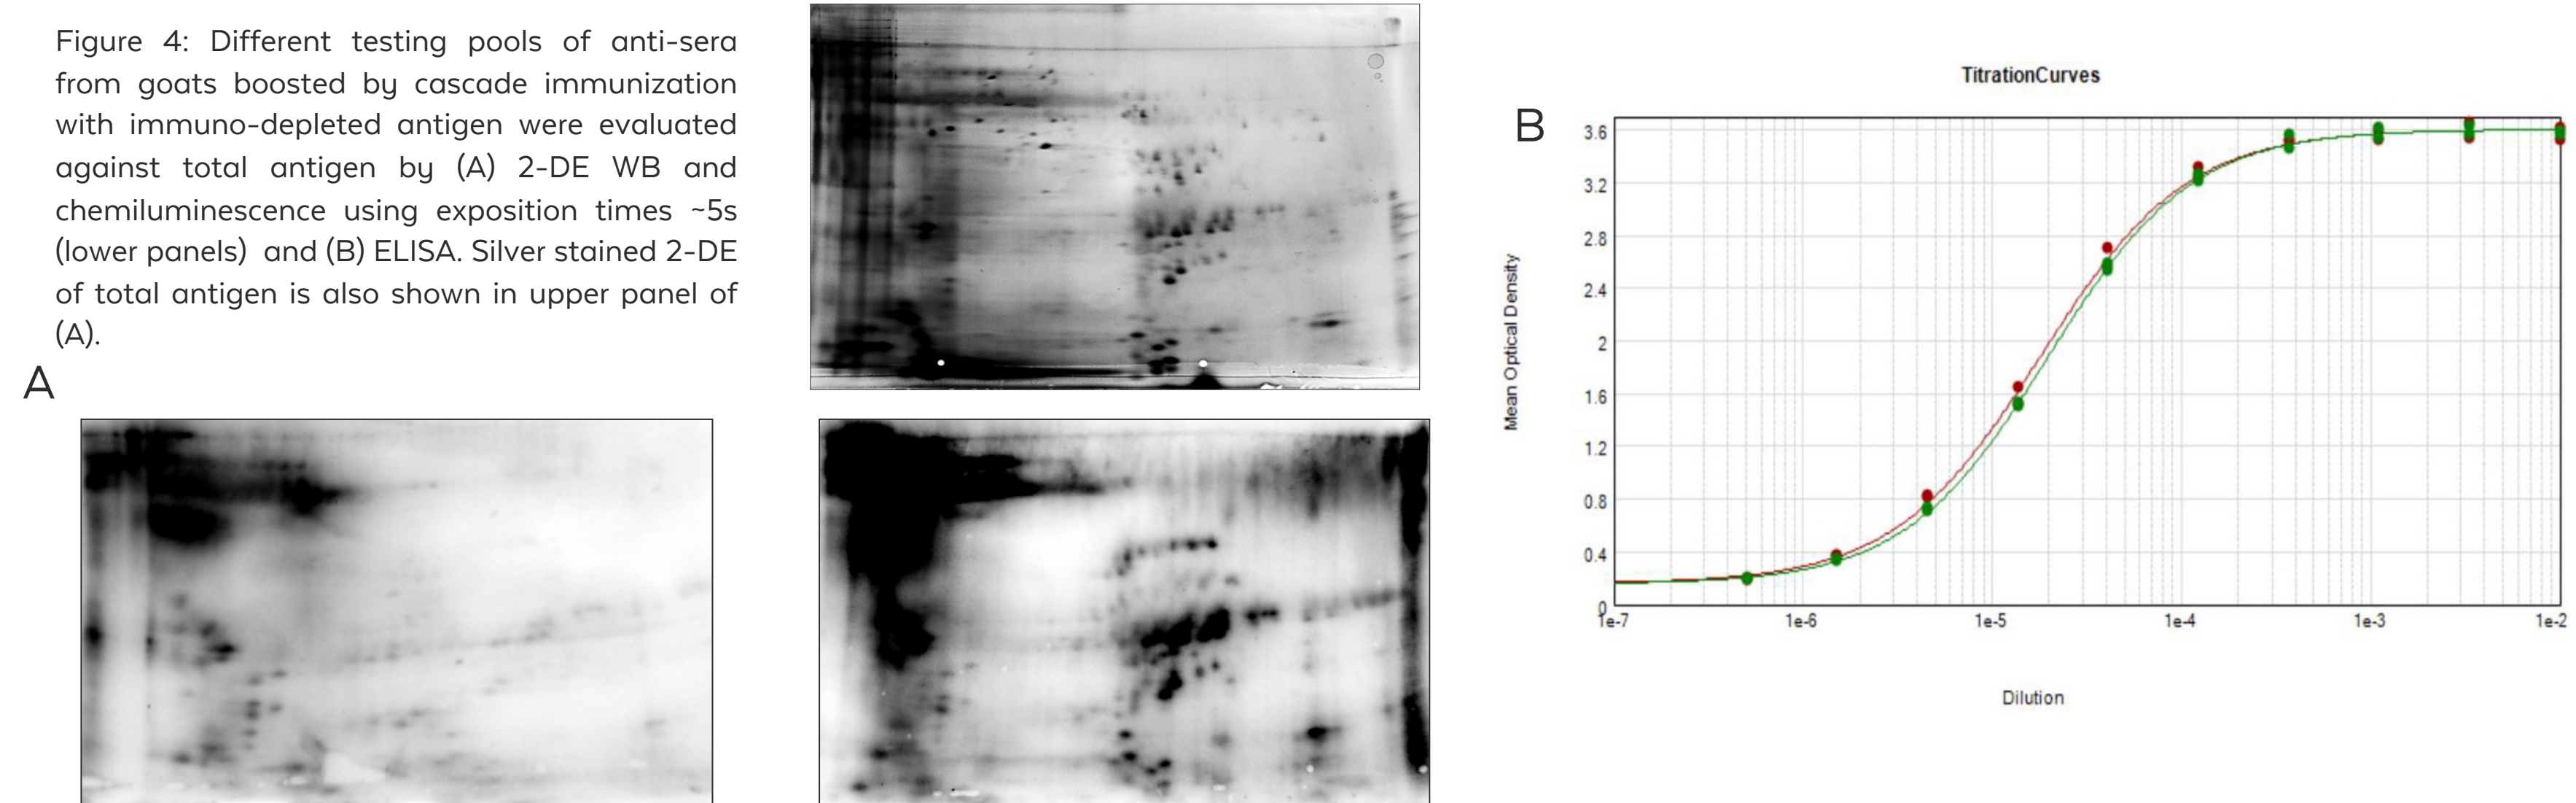 Figure 4: Different testing pools of anti-sera
from goats boosted by cascade immunization
with immuno-depleted antigen were evaluated
against total antigen by (A) 2-DE WB and
chemiluminescence using exposition times ~5s
(lower panels) and (B) ELISA. Silver stained 2-DE
of total antigen is also shown in upper panel of
(A).
A
B
TitrationCurves
Mean Optical Density
3.6
3.2
2.8
2.4
2
1.6
1.2
0.8
0.4
0
1e-7 1e-6 1e-5 1e-4 1e-3 1e-2
Dilution